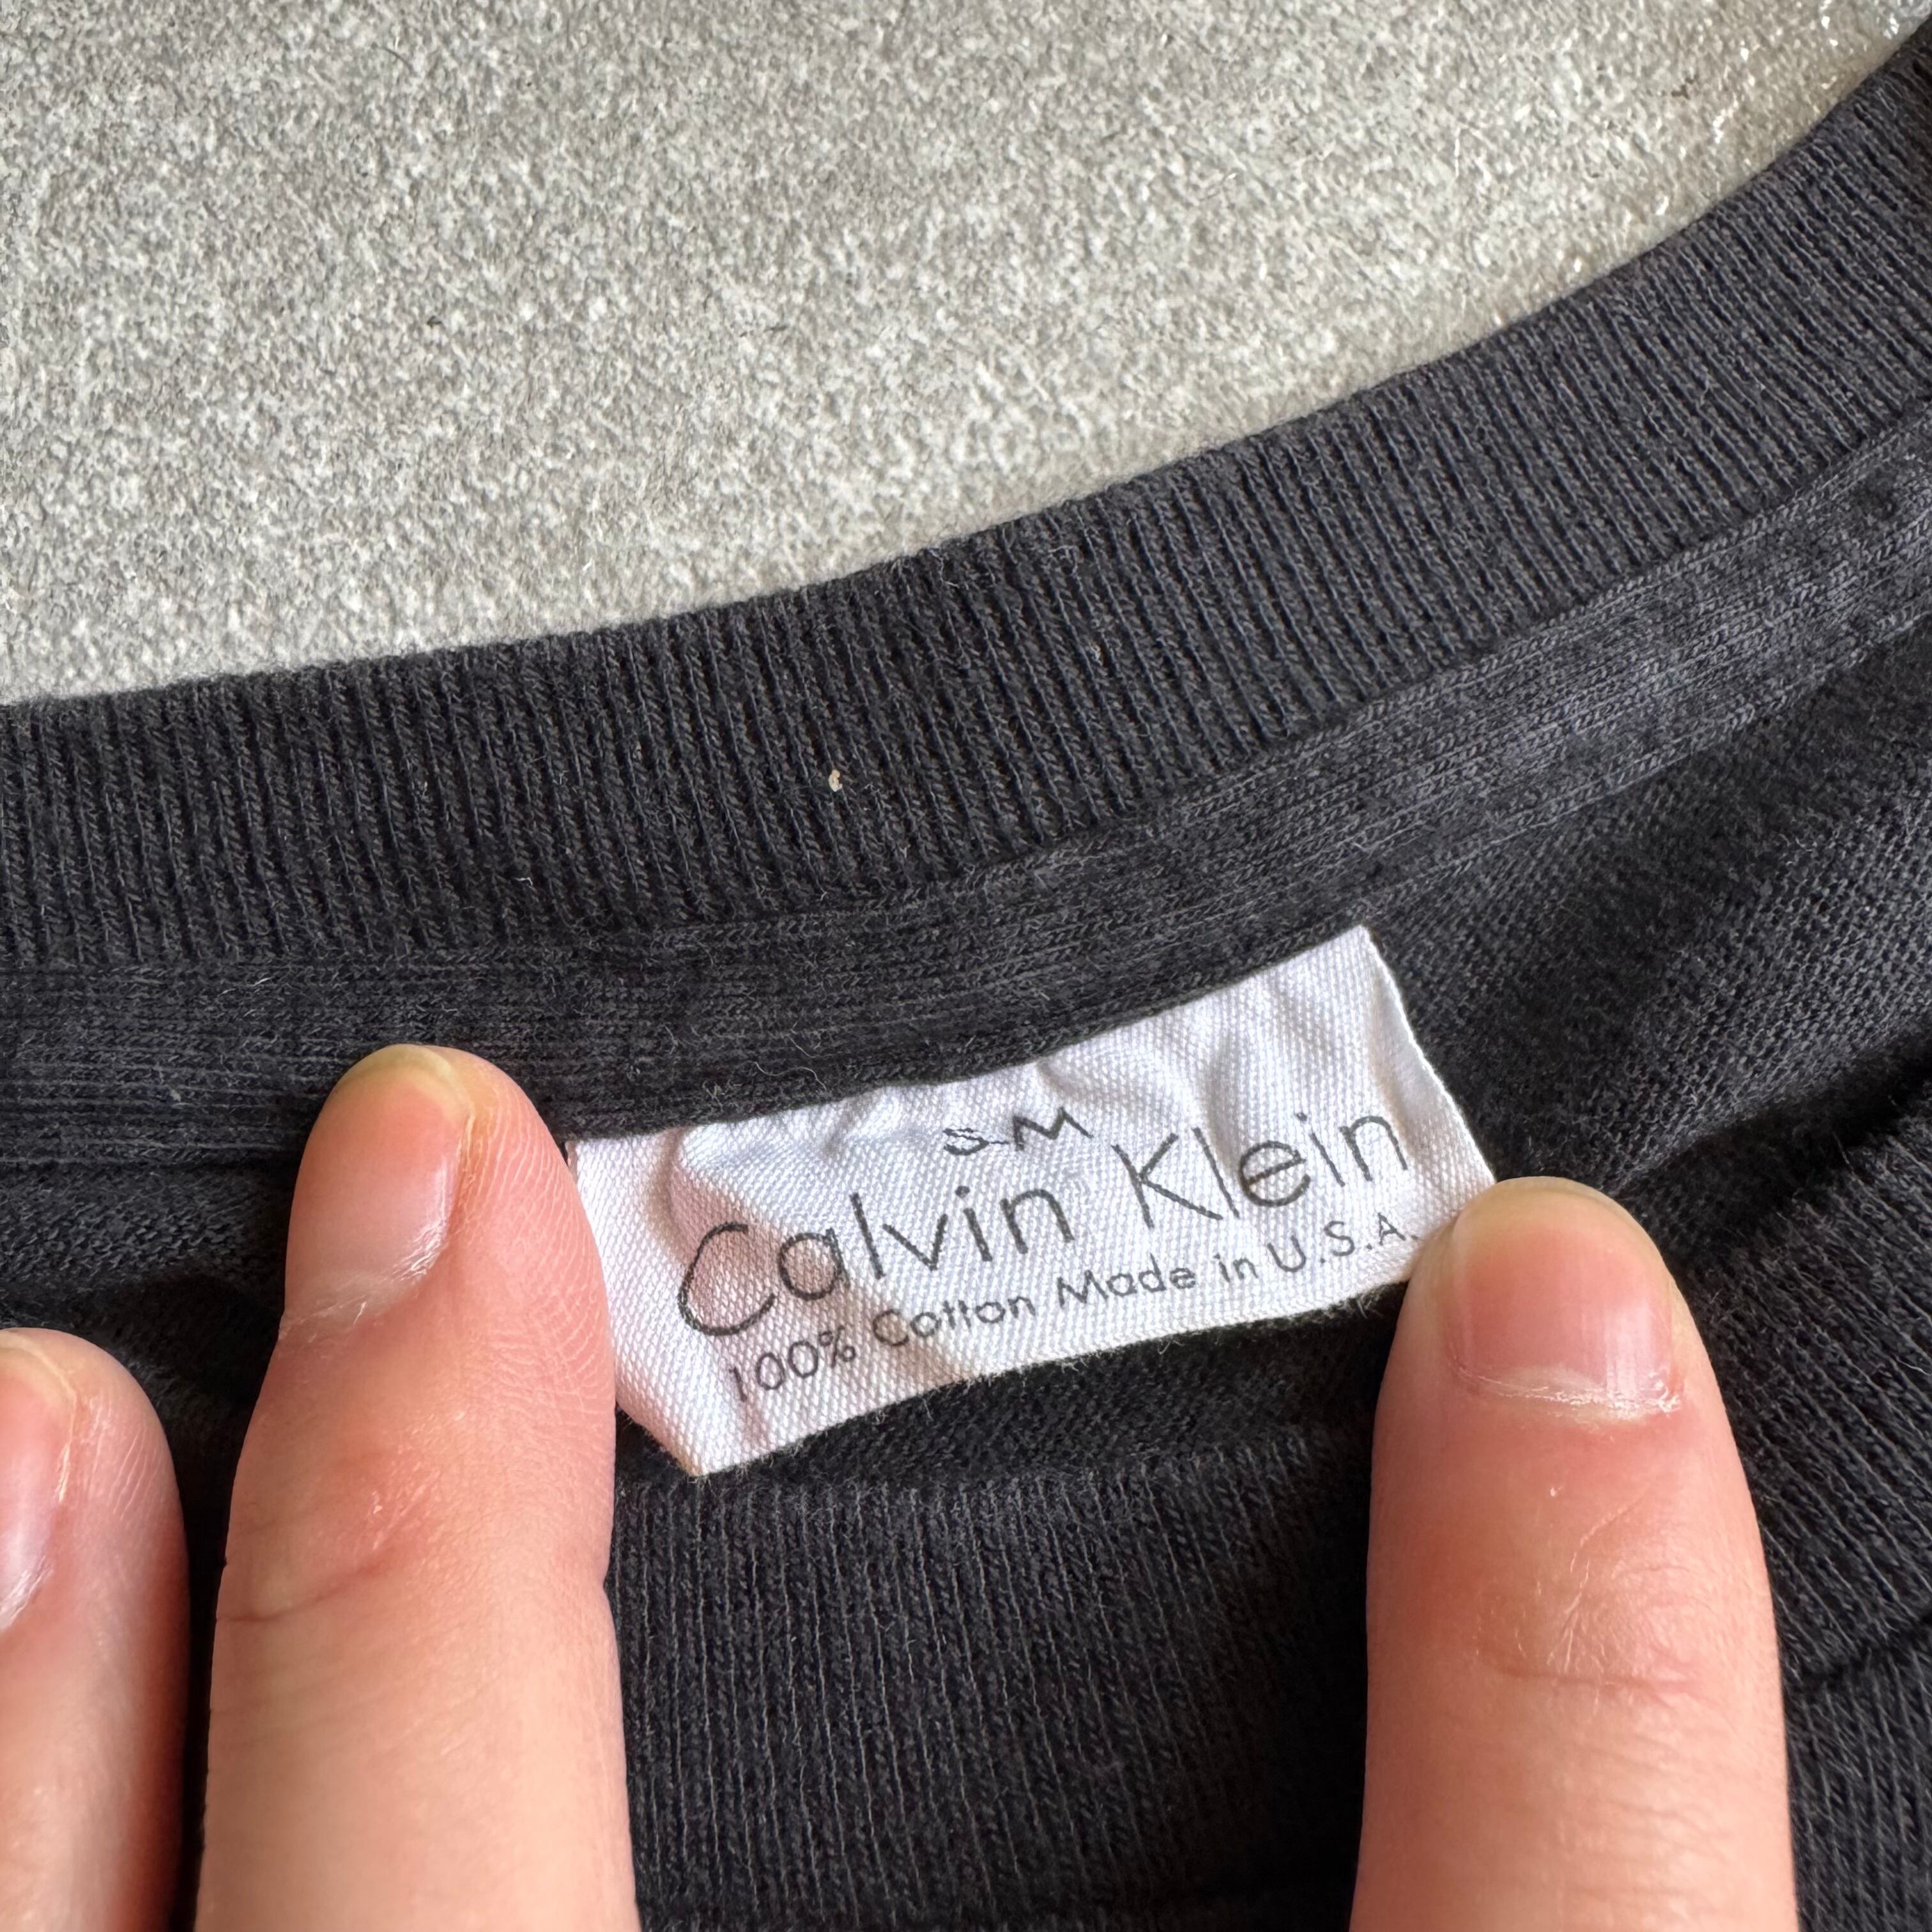 S-M
Calvin Klein
100% Cotton Made in U.S.A.